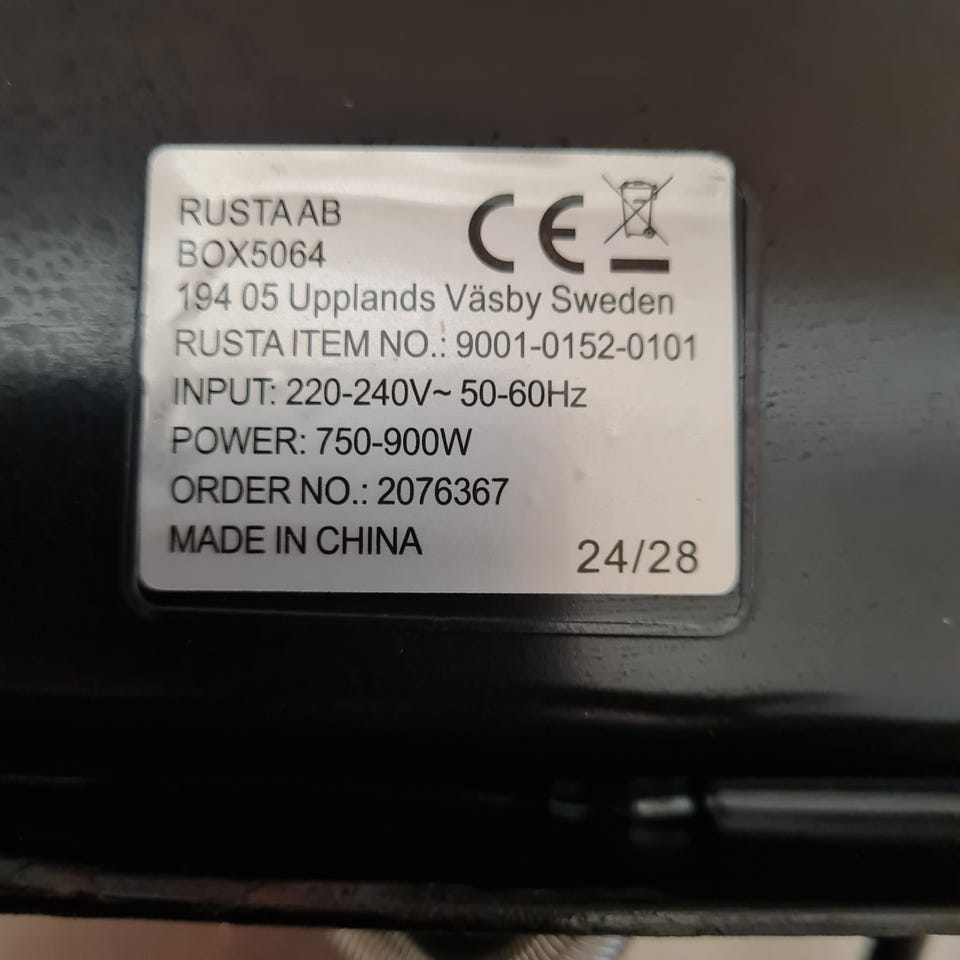 RUSTA AB
BOX5064
194 05 Upplands Väsby Sweden
RUSTA ITEM NO.: 9001-0152-0101
INPUT: 220-240V~ 50-60Hz
POWER: 750-900W
ORDER NO.: 2076367
MADE IN CHINA
24/28
CE